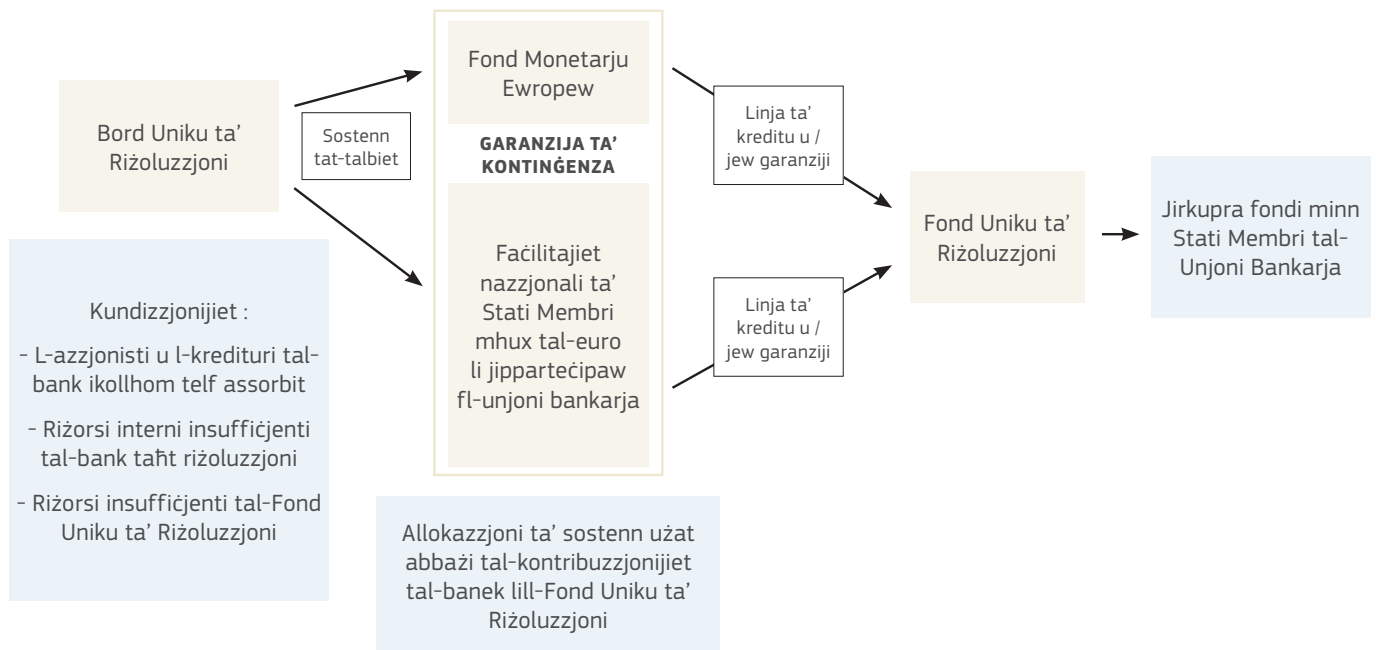 Bord Uniku ta’
Riżoluzzjoni
Sostenn
tat-talbiet
Kundizzjonijiet :
- L-azzjonisti u l-kredituri tal-
bank ikollhom telf assorbit
- Riżorsi interni insuffiċjenti
tal-bank taħt riżoluzzjoni
- Riżorsi insuffiċjenti tal-Fond
Uniku ta’ Riżoluzzjoni
Fond Monetarju
Ewropew
GARANZIJA TA’
KONTINĠENZA
Faċilitajiet
nazzjonali ta’
Stati Membri
mhux tal-euro
li jipparteċipaw
fl-unjoni bankarja
Allokazzjoni ta’ sostenn użat
abbażi tal-kontribuzzjonijiet
tal-banek lill-Fond Uniku ta’
Riżoluzzjoni
Linja ta’
kreditu u /
jew garanziji
Linja ta’
kreditu u /
jew garanziji
Fond Uniku ta’
Riżoluzzjoni
Jirkupra fondi minn
Stati Membri tal-
Unjoni Bankarja